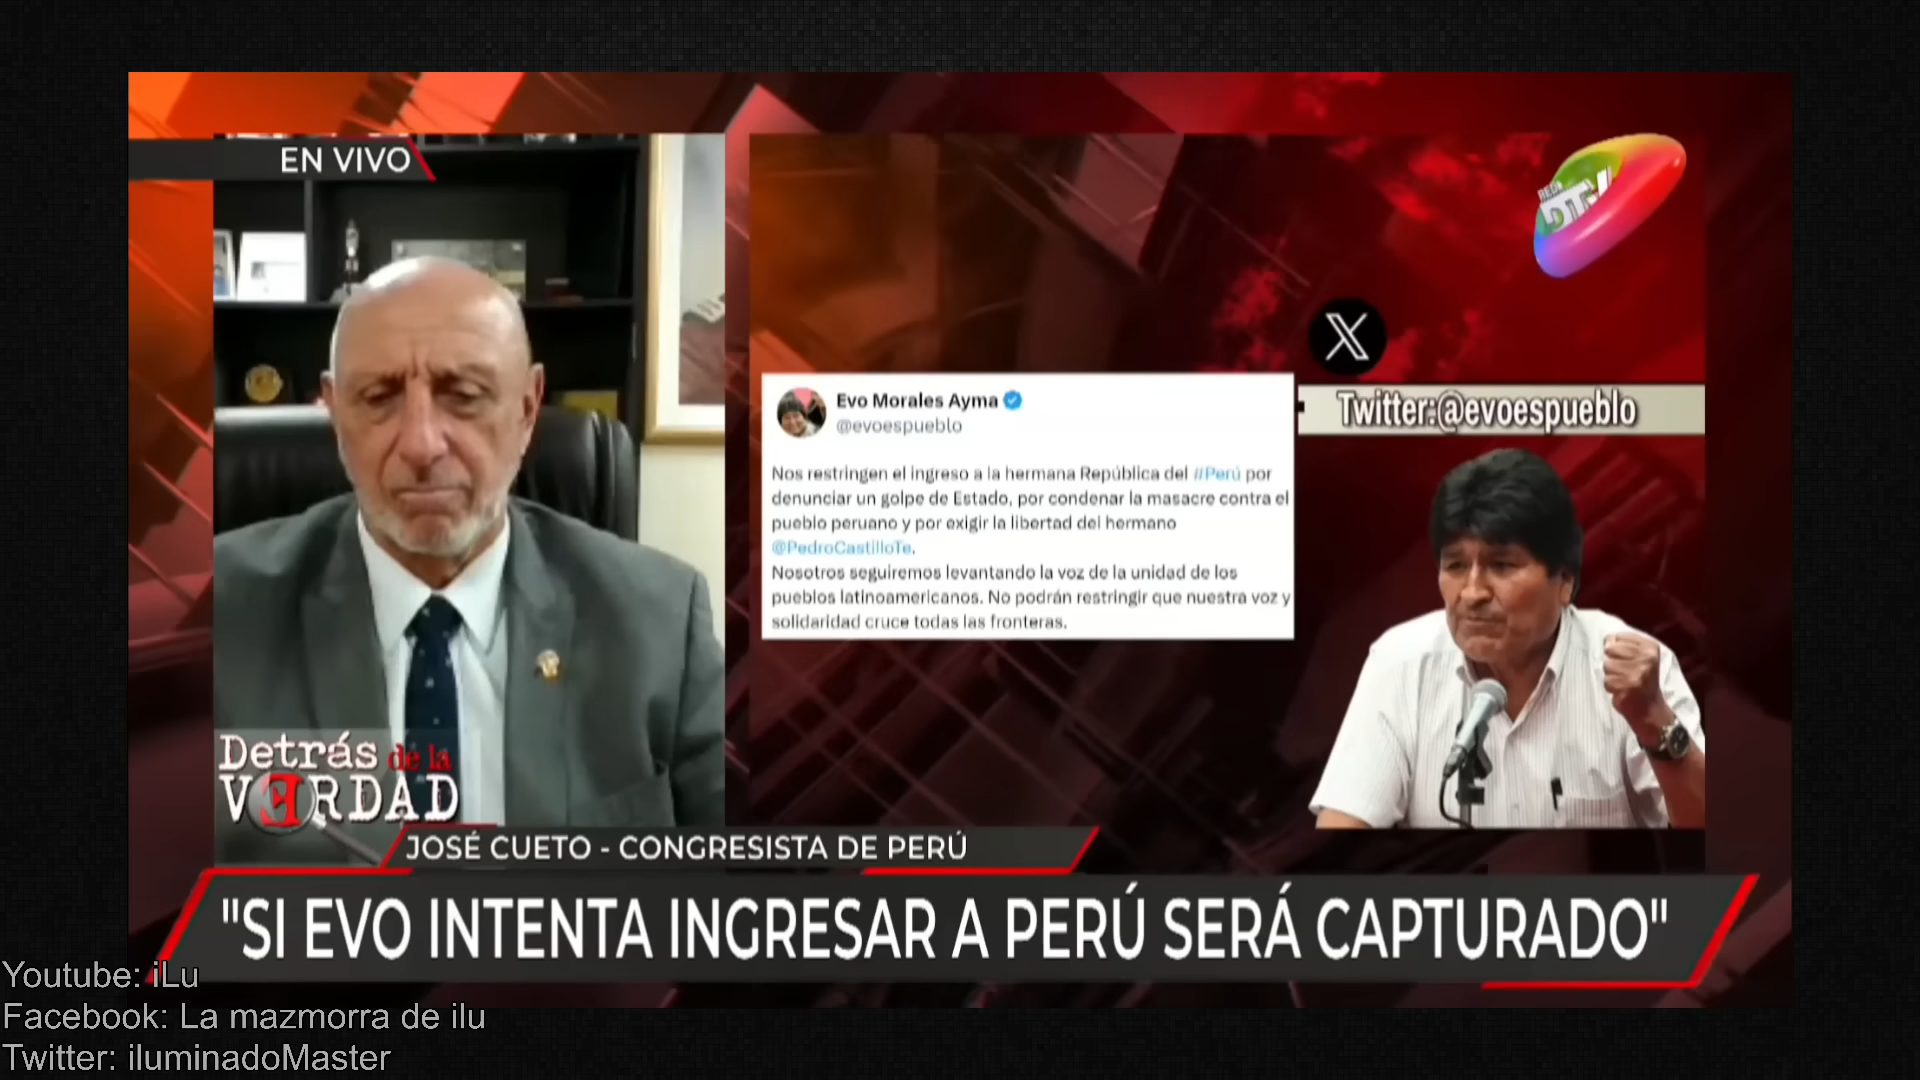 EN VIVO
RED
DTV
X
Twitter:@evoespueblo
Evo Morales Ayma
@evoespueblo
Nos restringen el ingreso a la hermana República del #Perú por
denunciar un golpe de Estado, por condenar la masacre contra el
pueblo peruano y por exigir la libertad del hermano
@PedroCastilloTe.
Nosotros seguiremos levantando la voz de la unidad de los
pueblos latinoamericanos. No podrán restringir que nuestra voz y
solidaridad cruce todas las fronteras.
Detrás de la
VERDAD
JOSÉ CUETO - CONGRESISTA DE PERÚ
"SI EVO INTENTA INGRESAR A PERÚ SERÁ CAPTURADO"
Youtube: iLu
Facebook: La mazmorra de ilu
Twitter: iluminadoMaster